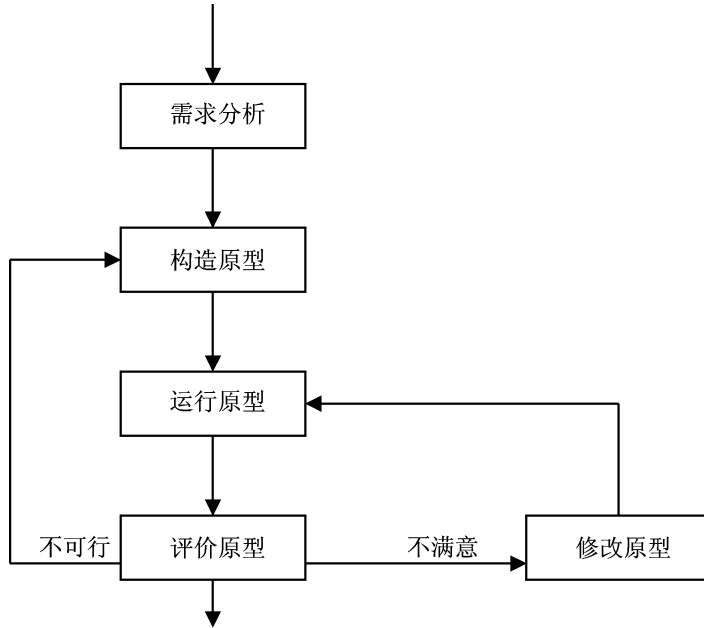 需求分析
构造原型
运行原型
不可行
评价原型
不满意
修改原型